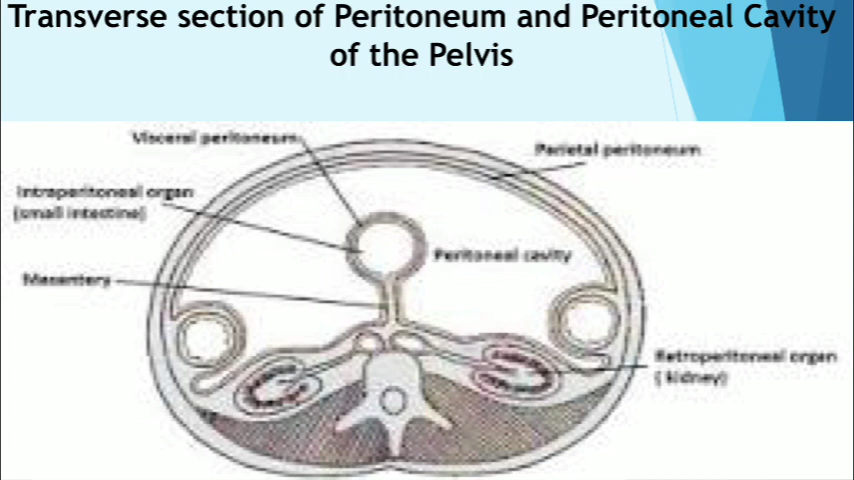 Transverse section of Peritoneum and Peritoneal Cavity
of the Pelvis
Visceral peritoneum
Parietal peritoneum
Intraperitoneal organ
(small intestine)
Peritoneal cavity
Mesentery
Retroperitoneal organ
( kidney)